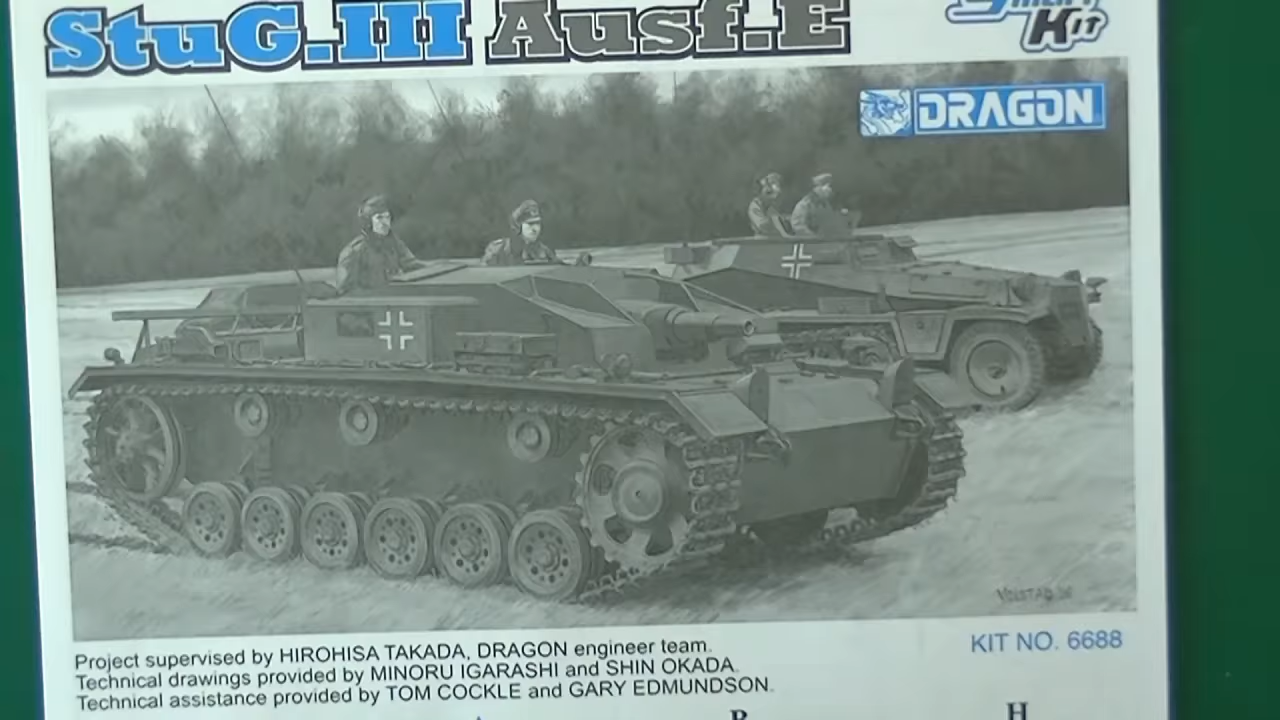 StuG.III Ausf.E
Smart
Kit
DRAGON
VOLSTAD
KIT NO. 6688
Project supervised by HIROHISA TAKADA, DRAGON engineer team.
Technical drawings provided by MINORU IGARASHI and SHIN OKADA.
Technical assistance provided by TOM COCKLE and GARY EDMUNDSON.